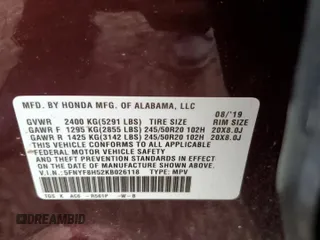 MFD. BY HONDA MFG. OF ALABAMA, LLC
08/'19
GVWR 2400 KG(5291 LBS) TIRE SIZE RIM SIZE
GAWR F 1295 KG(2855 LBS) 245/50R20 102H 20X8.0J
GAWR R 1425 KG(3142 LBS) 245/50R20 102H 20X8.0J
THIS VEHICLE CONFORMS TO ALL APPLICABLE
FEDERAL MOTOR VEHICLE SAFETY STANDARDS
IN EFFECT ON THE DATE OF MANUFACTURE
SHOWN ABOVE.
V.I.N.: 5FNYF8H52KB026118 TYPE: MPV
R561P -W-B
DREAMBID